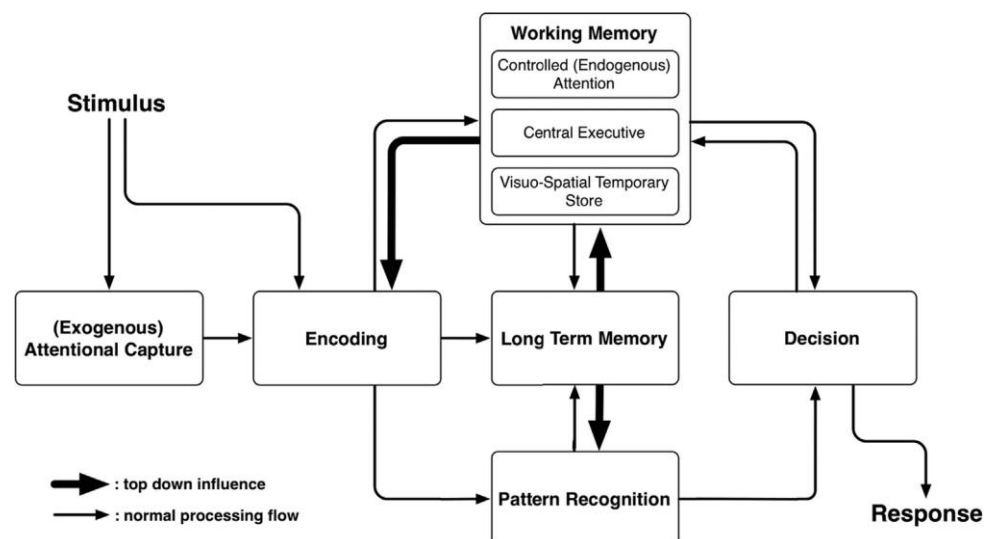 Working Memory
Controlled (Endogenous)
Attention
Stimulus
Central Executive
Visuo-Spatial Temporary
Store
(Exogenous)
Attentional Capture
Encoding
Long Term Memory
Decision
: top down influence
: normal processing flow
Pattern Recognition
Response